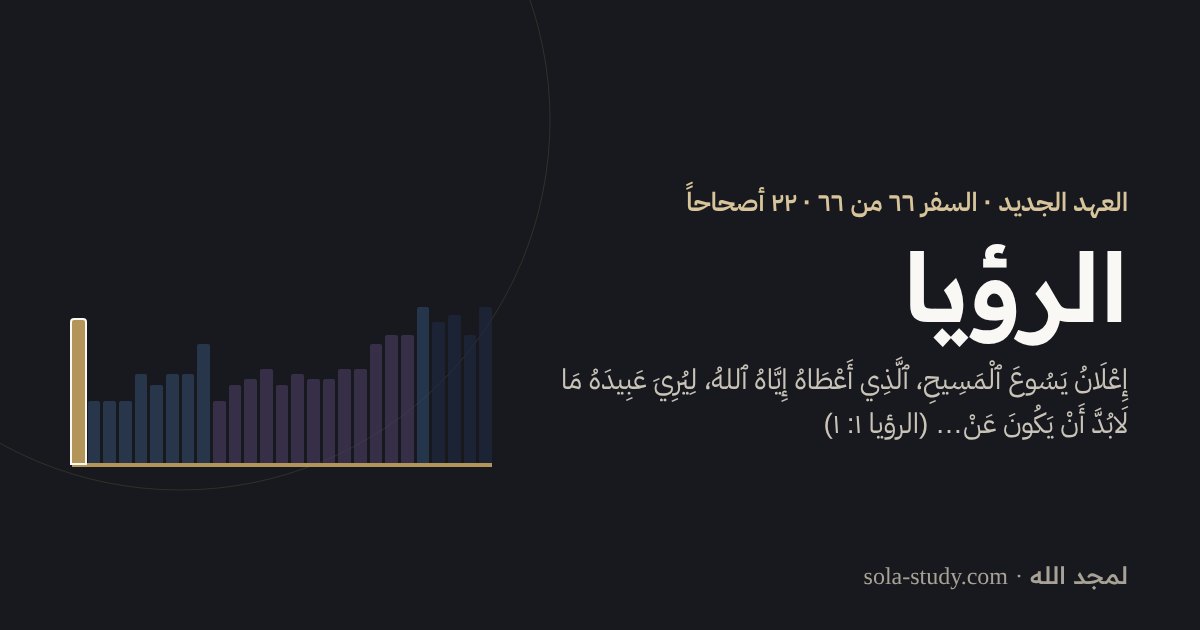 العهد الجديد · السفر ٦٦ من ٦٦ · ٢٢ أصحاحاً
الرؤيا
إِعْلَانُ يَسُوعَ ٱلْمَسِيحِ، ٱلَّذِي أَعْطَاهُ إِيَّاهُ ٱللهُ، لِيُرِيَ عَبِيدَهُ مَا
لَابُدَّ أَنْ يَكُونَ عَنْ… (الرؤيا ١: ١)
لمجد الله · sola-study.com